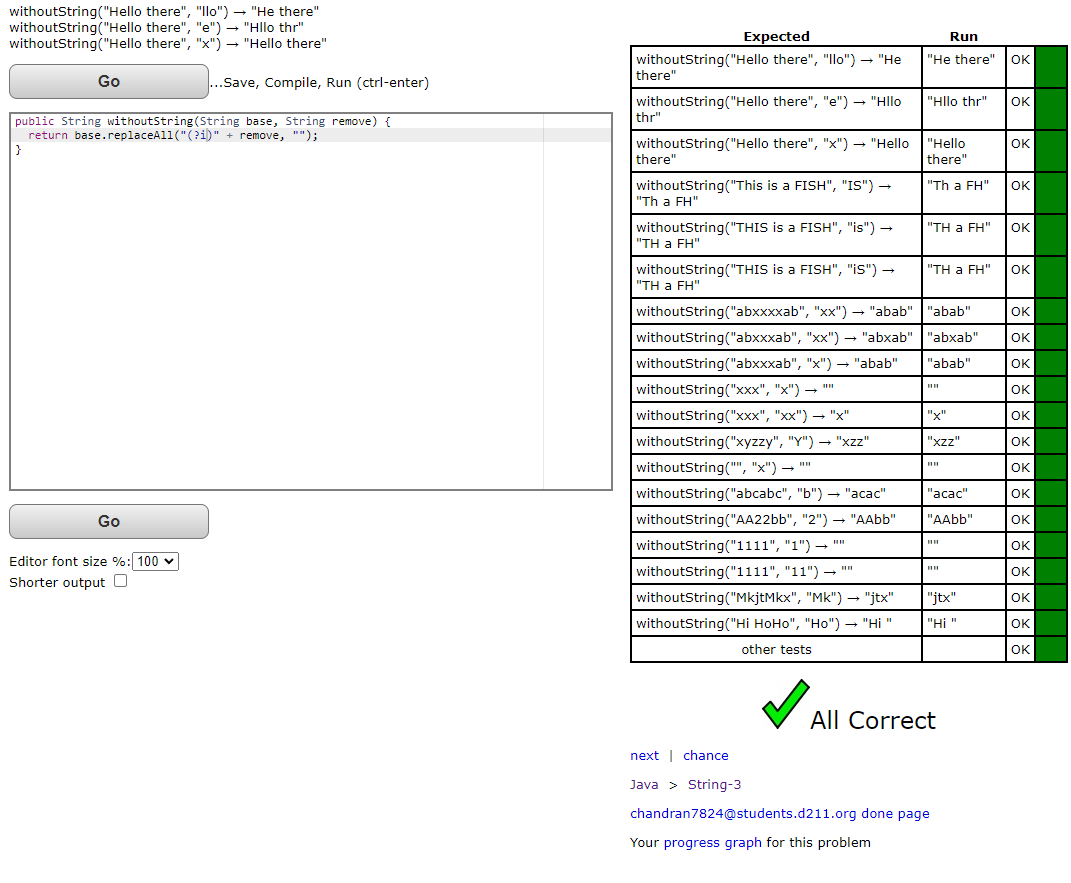 withoutString("Hello there", "llo") → "He there"
withoutString("Hello there", "e") → "Hllo thr"
withoutString("Hello there", "x") → "Hello there"
Go
...Save, Compile, Run (ctrl-enter)
public String withoutString(String base, String remove) {
  return base.replaceAll("(?i)" + remove, "");
}
Go
Editor font size %: 100
Shorter output
Expected Run
withoutString("Hello there", "llo") → "He "He there" OK
there"
withoutString("Hello there", "e") → "Hllo "Hllo thr" OK
thr"
withoutString("Hello there", "x") → "Hello "Hello OK
there" there"
withoutString("This is a FISH", "IS") → "Th a FH" OK
"Th a FH"
withoutString("THIS is a FISH", "is") → "TH a FH" OK
"TH a FH"
withoutString("THIS is a FISH", "iS") → "TH a FH" OK
"TH a FH"
withoutString("abxxxxab", "xx") → "abab" "abab" OK
withoutString("abxxxab", "xx") → "abxab" "abxab" OK
withoutString("abxxxab", "x") → "abab" "abab" OK
withoutString("xxx", "x") → "" "" OK
withoutString("xxx", "xx") → "x" "x" OK
withoutString("xyzzy", "Y") → "xzz" "xzz" OK
withoutString("", "x") → "" "" OK
withoutString("abcabc", "b") → "acac" "acac" OK
withoutString("AA22bb", "2") → "AAbb" "AAbb" OK
withoutString("1111", "1") → "" "" OK
withoutString("1111", "11") → "" "" OK
withoutString("MkjtMkx", "Mk") → "jtx" "jtx" OK
withoutString("Hi HoHo", "Ho") → "Hi " "Hi " OK
other tests OK
All Correct
next | chance
Java > String-3
chandran7824@students.d211.org done page
Your progress graph for this problem